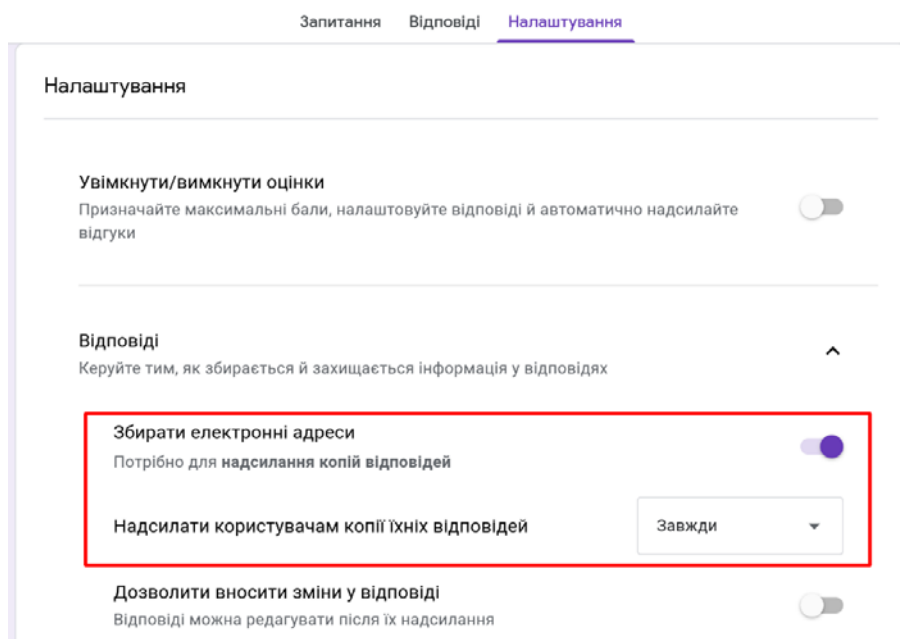 Запитання Відповіді Налаштування
Налаштування
Увімкнути/вимкнути оцінки
Призначайте максимальні бали, налаштовуйте відповіді й автоматично надсилайте
відгуки
Відповіді
Керуйте тим, як збирається й захищається інформація у відповідях
Збирати електронні адреси
Потрібно для надсилання копій відповідей
Надсилати користувачам копії їхніх відповідей Завжди
Дозволити вносити зміни у відповіді
Відповіді можна редагувати після їх надсилання